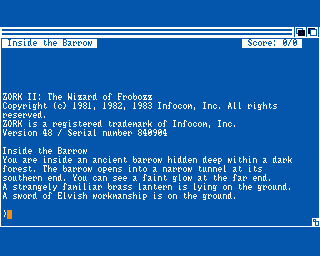 Inside the Barrow Score: 0/0
ZORK II: The Wizard of Frobozz
Copyright (c) 1981, 1982, 1983 Infocom, Inc. All rights
reserved.
ZORK is a registered trademark of Infocom, Inc.
Version 48 / Serial number 840904
Inside the Barrow
You are inside an ancient barrow hidden deep within a dark
forest. The barrow opens into a narrow tunnel at its
southern end. You can see a faint glow at the far end.
A strangely familiar brass lantern is lying on the ground.
A sword of Elvish workmanship is on the ground.
>